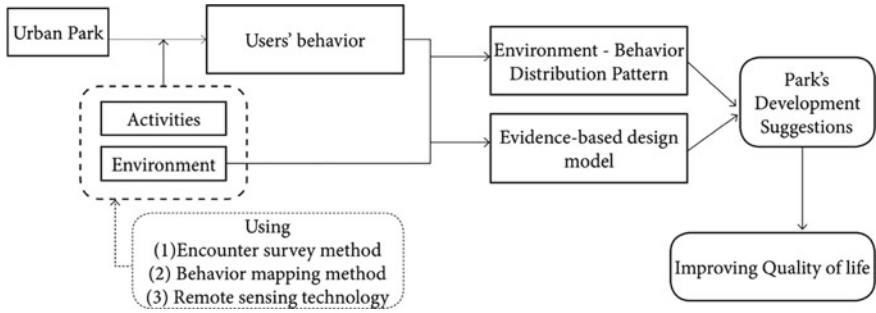 Urban Park
Users' behavior
Environment - Behavior
Distribution Pattern
Park's
Development
Suggestions
Activities
Environment
Evidence-based design
model
Using
(1)Encounter survey method
(2) Behavior mapping method
(3) Remote sensing technology
Improving Quality of life